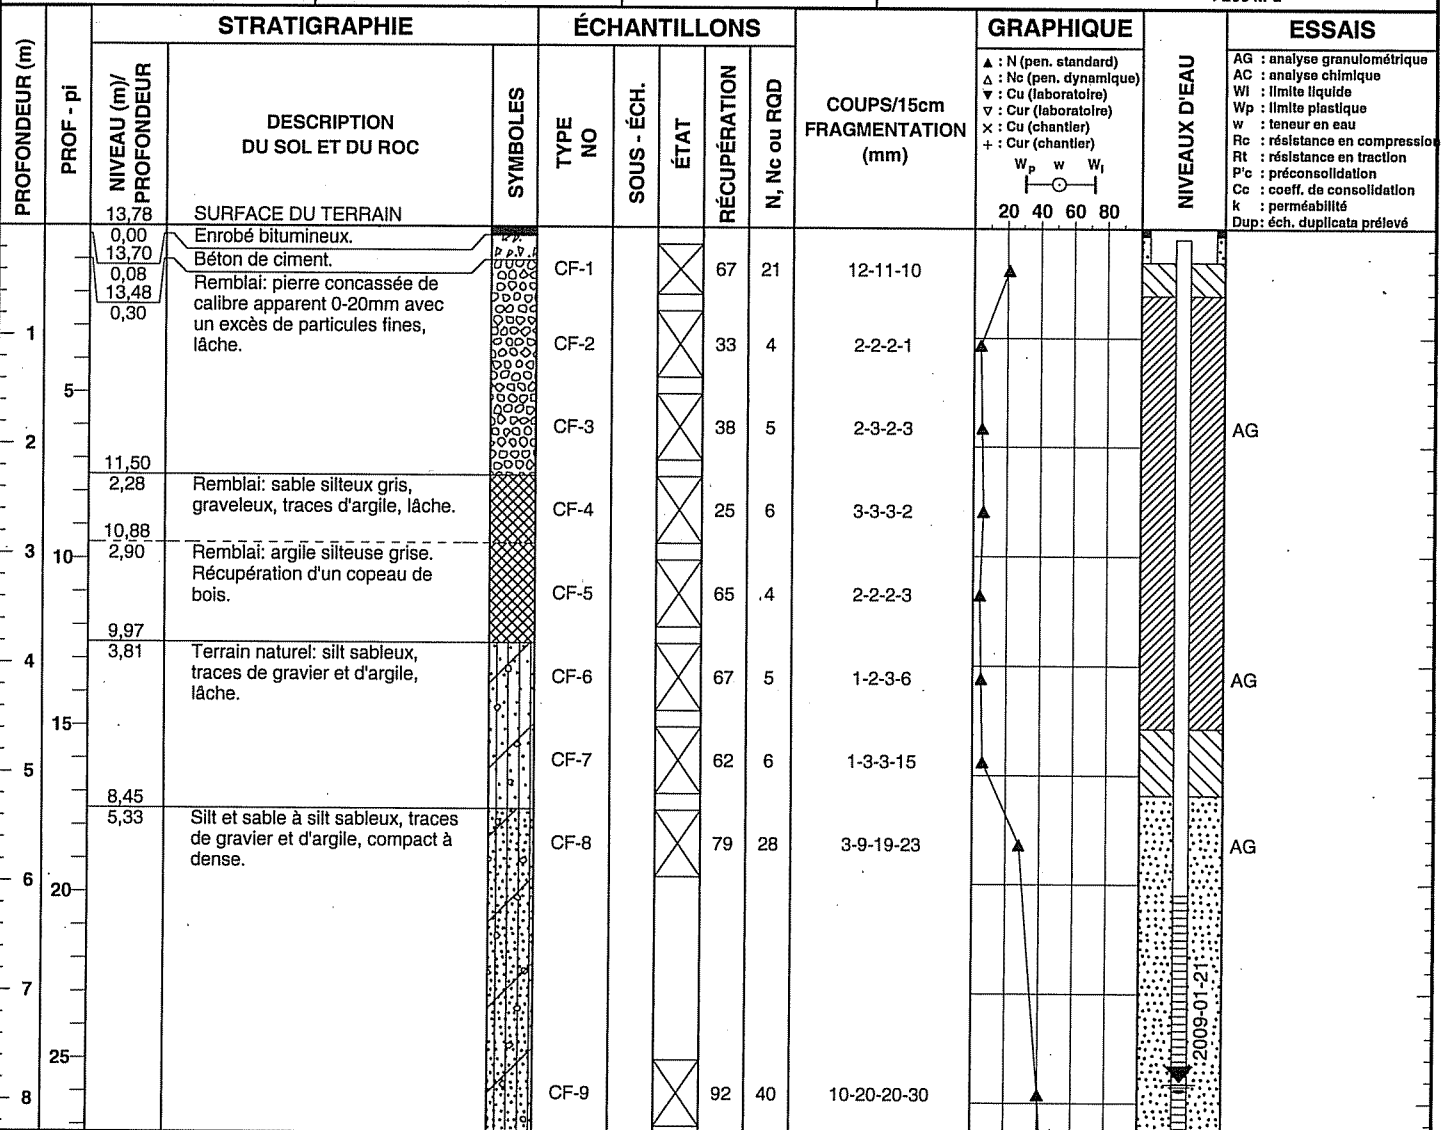 STRATIGRAPHIE
ÉCHANTILLONS
GRAPHIQUE
ESSAIS
PROFONDEUR (m)
PROF - pi
NIVEAU (m)/
PROFONDEUR
DESCRIPTION
DU SOL ET DU ROC
SYMBOLES
TYPE
NO
SOUS - ÉCH.
ÉTAT
RÉCUPÉRATION
N, Nc ou RQD
COUPS/15cm
FRAGMENTATION
(mm)
▲ : N (pen. standard)
△ : Nc (pen. dynamique)
▼ : Cu (laboratoire)
▽ : Cur (laboratoire)
× : Cu (chantier)
+ : Cur (chantier)
Wp w Wl
20 40 60 80
NIVEAUX D'EAU
AG : analyse granulométrique
AC : analyse chimique
Wl : limite liquide
Wp : limite plastique
w : teneur en eau
Rc : résistance en compression
Rt : résistance en traction
P'c : préconsolidation
Cc : coeff. de consolidation
k : perméabilité
Dup: éch. duplicata prélevé
13,78 SURFACE DU TERRAIN
0,00 Enrobé bitumineux.
13,70 Béton de ciment.
0,08
13,48
0,30
Remblai: pierre concassée de
calibre apparent 0-20mm avec
un excès de particules fines,
lâche.
CF-1 67 21 12-11-10
1
CF-2 33 4 2-2-2-1
5
CF-3 38 5 2-3-2-3 AG
2
11,50
2,28 Remblai: sable silteux gris,
graveleux, traces d'argile, lâche.
CF-4 25 6 3-3-3-2
10,88
3 10
2,90 Remblai: argile silteuse grise.
Récupération d'un copeau de
bois.
CF-5 65 4 2-2-2-3
9,97
3,81 Terrain naturel: silt sableux,
traces de gravier et d'argile,
lâche.
4
CF-6 67 5 1-2-3-6 AG
15
CF-7 62 6 1-3-3-15
5
8,45
5,33 Silt et sable à silt sableux, traces
de gravier et d'argile, compact à
dense.
CF-8 79 28 3-9-19-23 AG
6
20
7
2009-01-21
25
8
CF-9 92 40 10-20-20-30